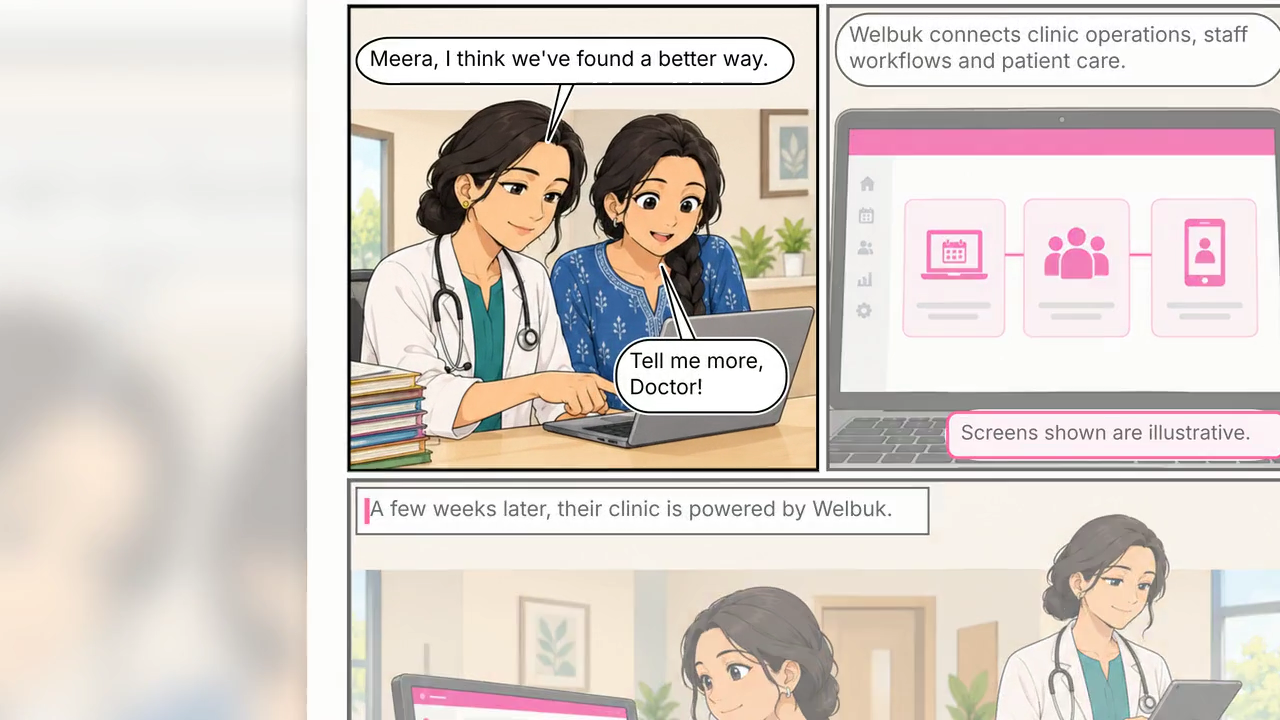 Meera, I think we've found a better way.
Tell me more,
Doctor!
Welbuk connects clinic operations, staff
workflows and patient care.
Screens shown are illustrative.
A few weeks later, their clinic is powered by Welbuk.